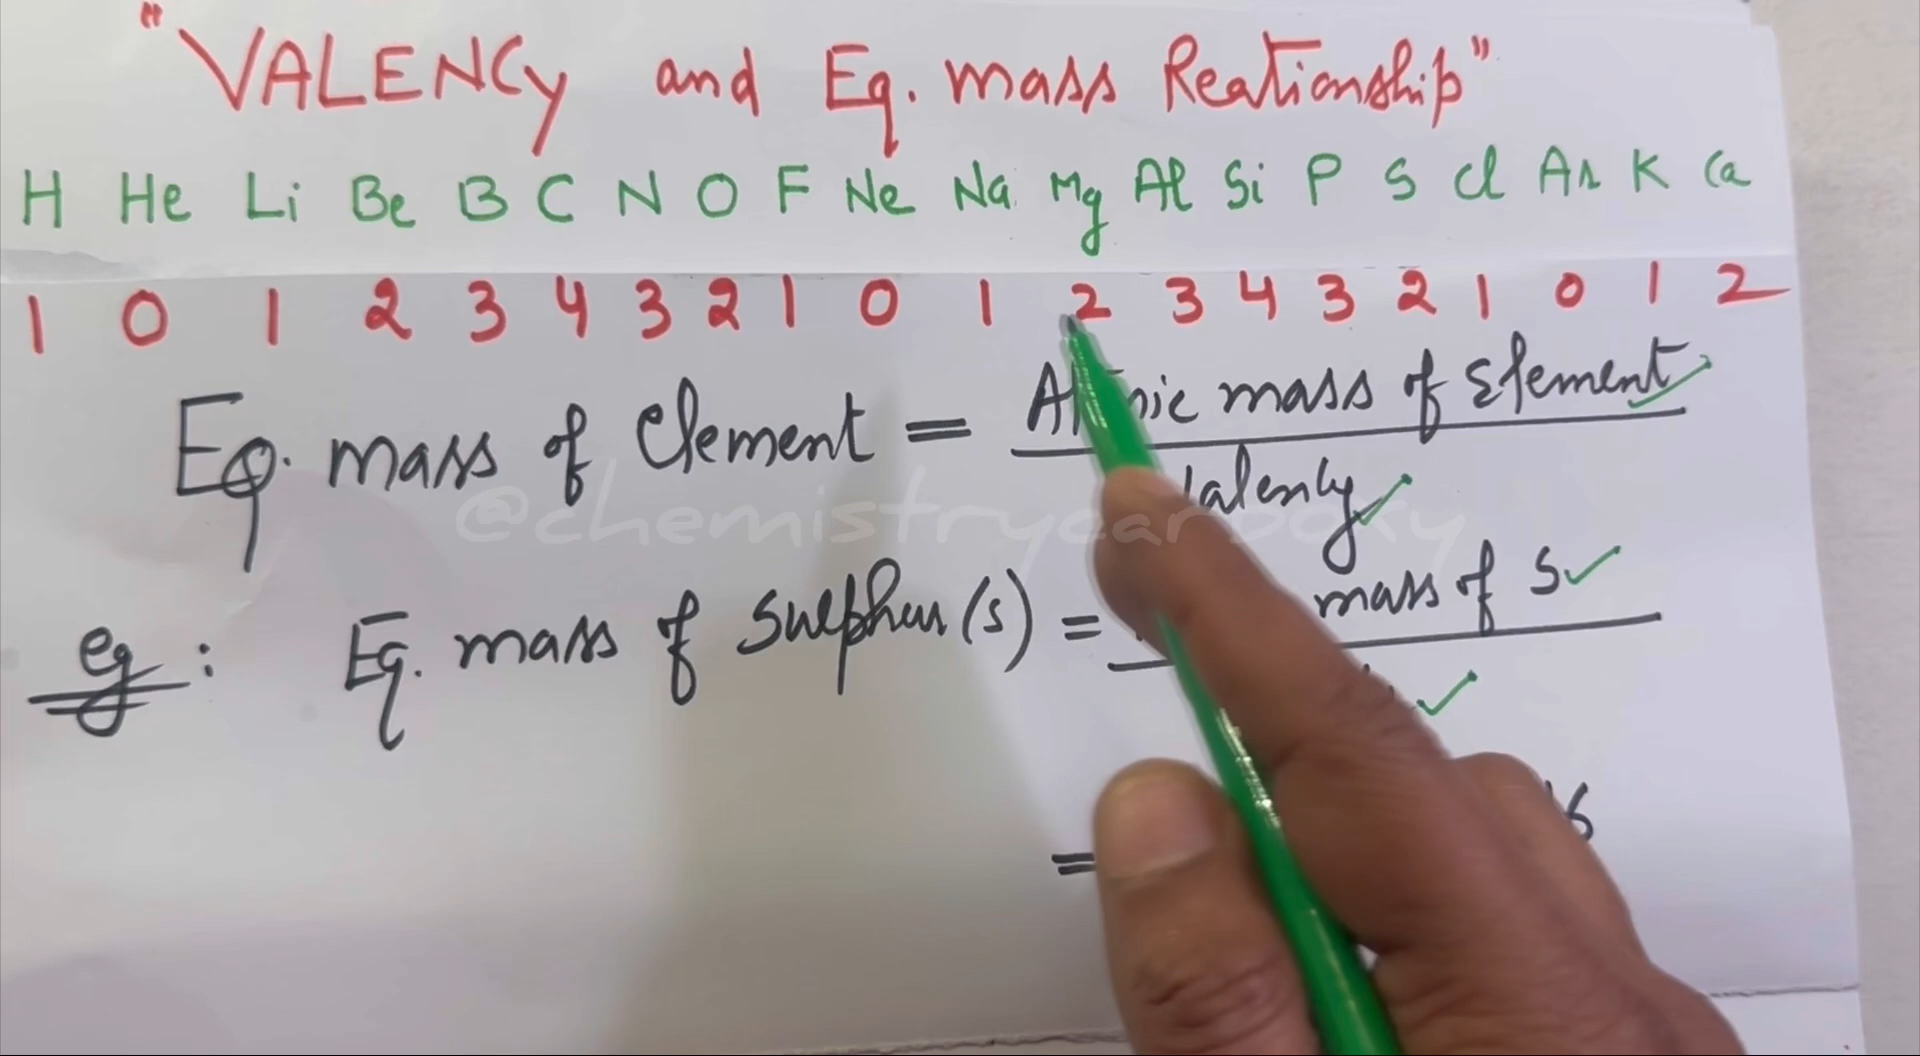 "VALENCY and Eq. mass Reationship"
H He Li Be B C N O F Ne Na Mg Al Si P S Cl Ar K Ca
1 0 1 2 3 4 3 2 1 0 1 2 3 4 3 2 1 0 1 2
Eq. mass of Element = mass of Element
@chemistrycarboxy
eg : Eq. mass of Sulphur (s) = mass of S
=